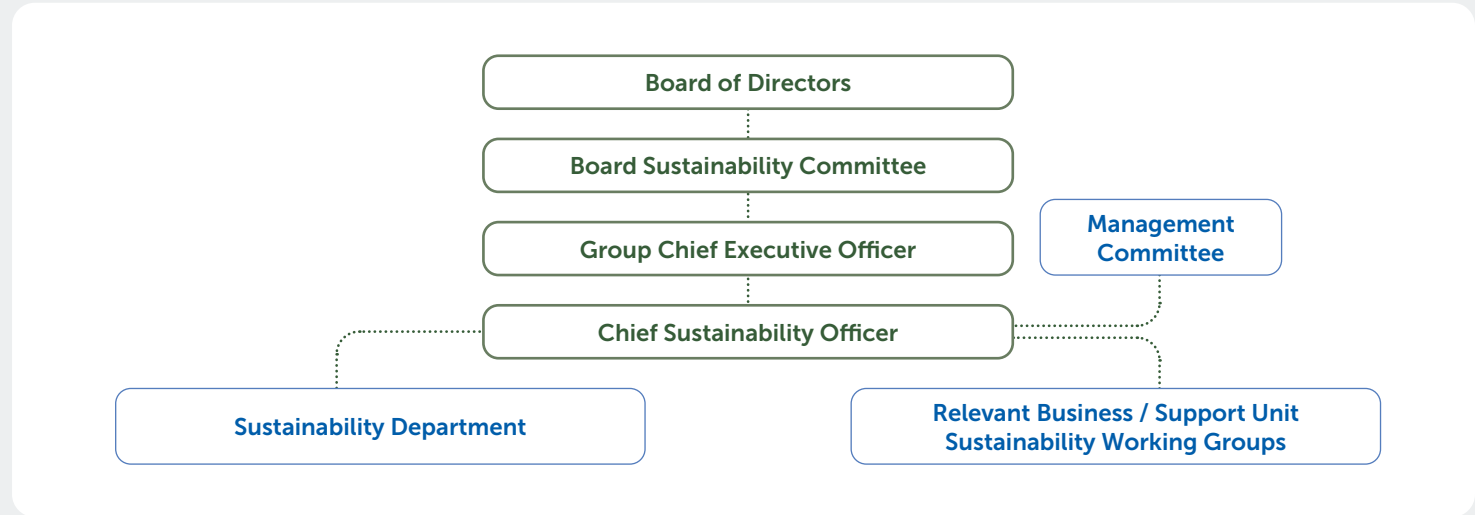 Board of Directors
Board Sustainability Committee
Group Chief Executive Officer
Management
Committee
Chief Sustainability Officer
Sustainability Department
Relevant Business / Support Unit
Sustainability Working Groups